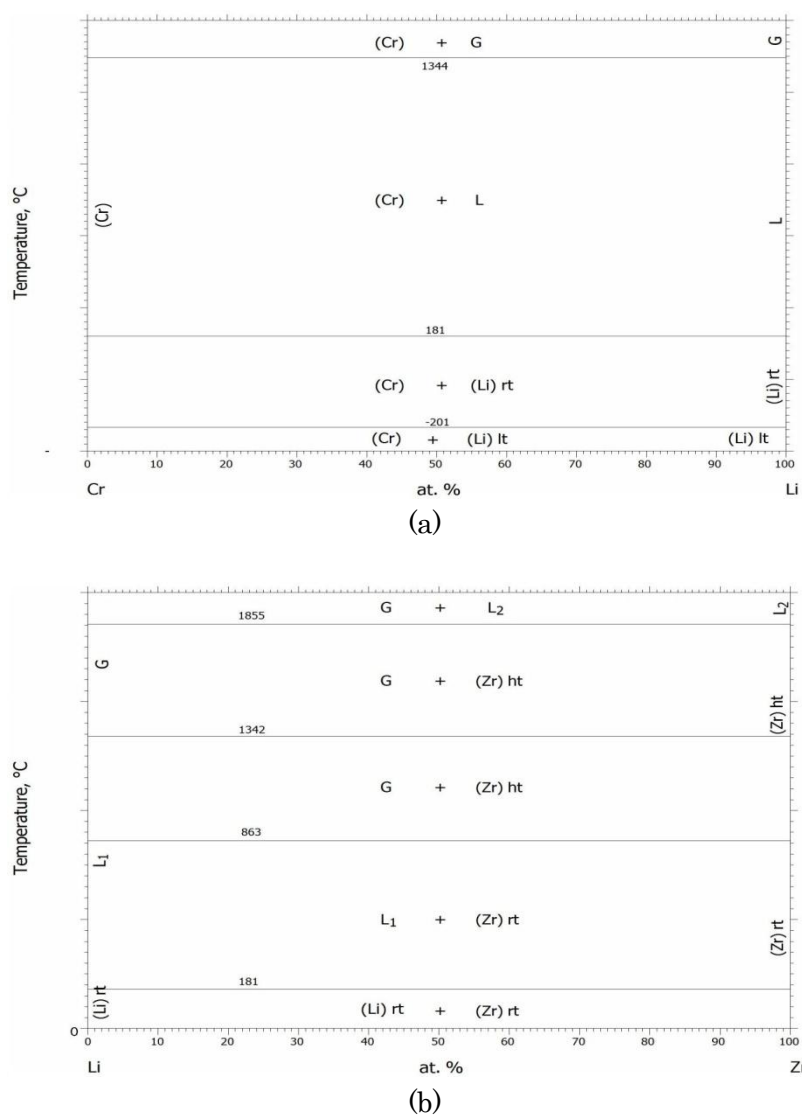 (Cr) + G
G
1344
Temperature, °C
(Cr)
(Cr) + L
L
181
(Cr) + (Li) rt
(Li) rt
-201
(Cr) + (Li) lt
(Li) lt
-
0 10 20 30 40 50 60 70 80 90 100
Cr at. % Li
(a)
G + L₂
L₂
1855
G
G + (Zr) ht
(Zr) ht
1342
Temperature, °C
G + (Zr) ht
863
L₁
L₁ + (Zr) rt
(Zr) rt
181
(Li) rt
(Li) rt + (Zr) rt
0
0 10 20 30 40 50 60 70 80 90 100
Li at. % Zr
(b)